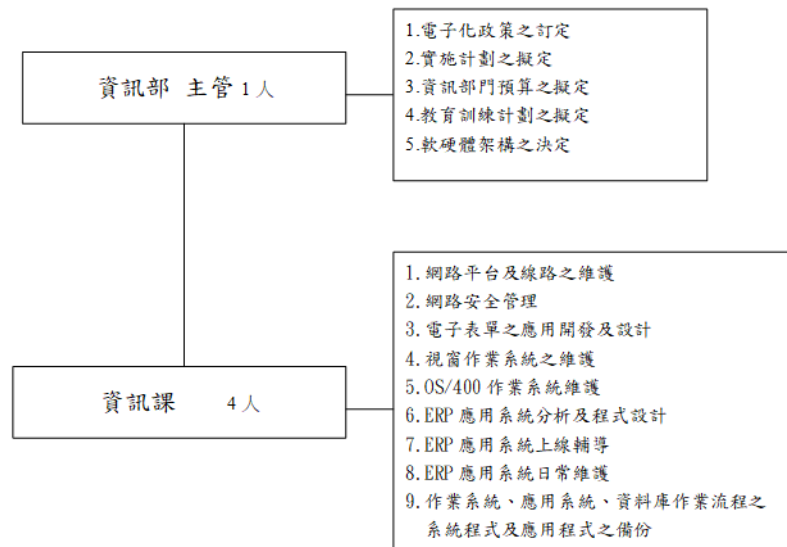 資訊部 主管 1人
1.電子化政策之訂定
2.實施計劃之擬定
3.資訊部門預算之擬定
4.教育訓練計劃之擬定
5.軟硬體架構之決定
資訊課 4人
1.網路平台及線路之維護
2.網路安全管理
3.電子表單之應用開發及設計
4.視窗作業系統之維護
5.OS/400 作業系統維護
6.ERP 應用系統分析及程式設計
7.ERP 應用系統上線輔導
8.ERP 應用系統日常維護
9.作業系統、應用系統、資料庫作業流程之
系統程式及應用程式之備份